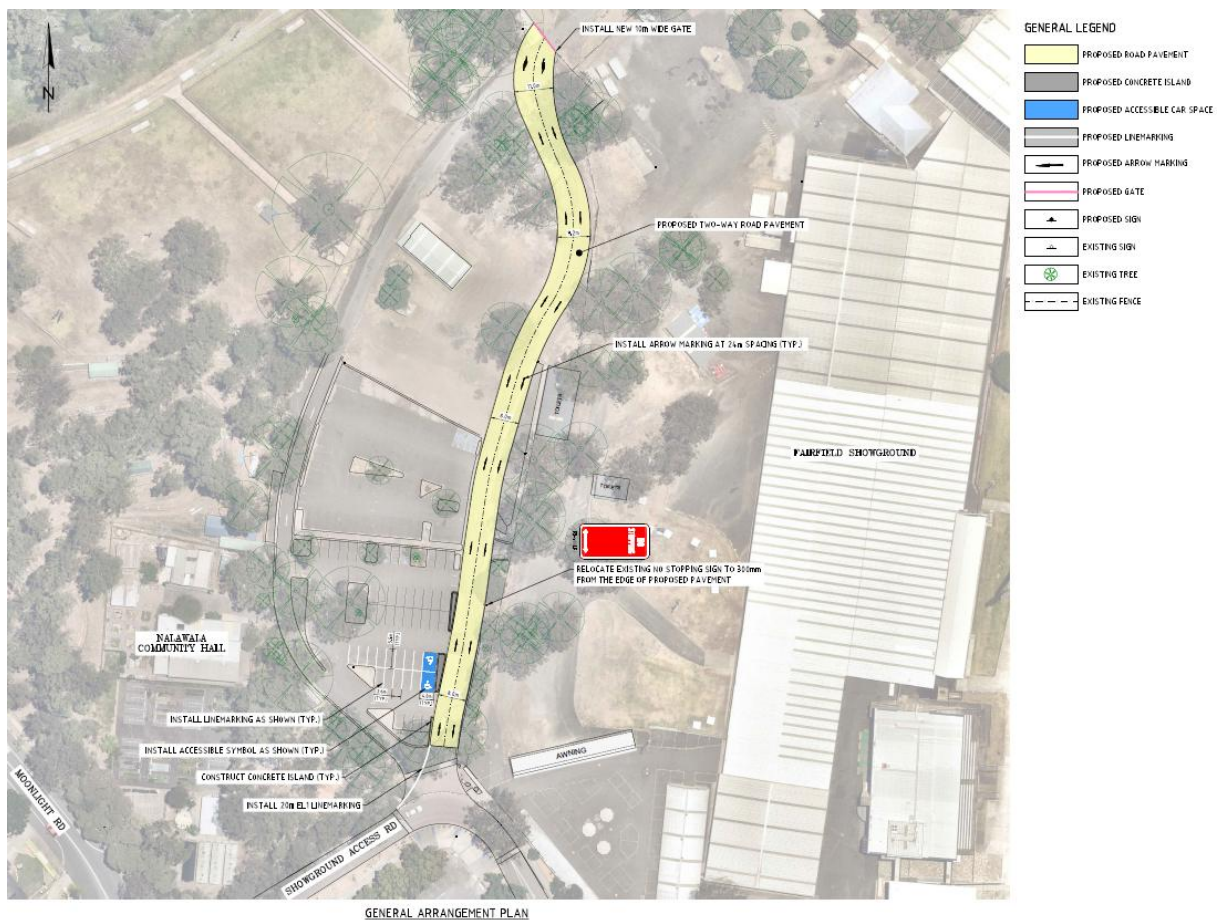 N
INSTALL NEW 10m WIDE GATE
PROPOSED TWO-WAY ROAD PAVEMENT
INSTALL ARROW MARKING AT 24m SPACING (TYP.)
FAIRFIELD SHOWGROUND
RELOCATE EXISTING NO STOPPING SIGN TO 300mm
FROM THE EDGE OF PROPOSED PAVEMENT
NALAWALA
COMMUNITY HALL
INSTALL LINEMARKING AS SHOWN (TYP.)
INSTALL ACCESSIBLE SYMBOL AS SHOWN (TYP.)
CONSTRUCT CONCRETE ISLAND (TYP.)
INSTALL 20m EL1 LINEMARKING
AWNING
MOONLIGHT RD
SHOWGROUND ACCESS RD
GENERAL ARRANGEMENT PLAN
GENERAL LEGEND
PROPOSED ROAD PAVEMENT
PROPOSED CONCRETE ISLAND
PROPOSED ACCESSIBLE CAR SPACE
PROPOSED LINEMARKING
PROPOSED ARROW MARKING
PROPOSED GATE
PROPOSED SIGN
EXISTING SIGN
EXISTING TREE
EXISTING FENCE